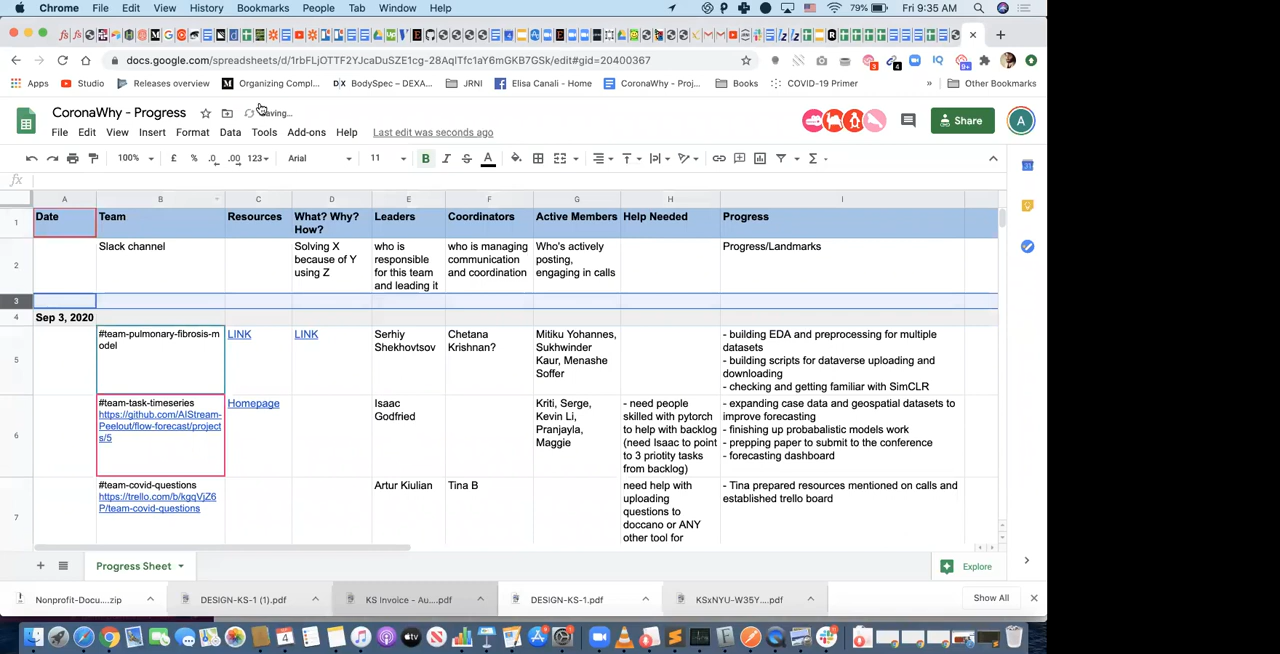 Chrome File Edit View History Bookmarks People Tab Window Help
79% Fri 9:35 AM
docs.google.com/spreadsheets/d/1rbFLjOTTF2YJcaDuSZE1cg-28AqlTfc1aY6mGKB7GSk/edit#gid=20400367
Apps Studio Releases overview Organizing Compl... BodySpec – DEXA... JRNI Elisa Canali - Home CoronaWhy - Proj... Books COVID-19 Primer » Other Bookmarks
CoronaWhy - Progress
Share A
File Edit View Insert Format Data Tools Add-ons Help Last edit was seconds ago
100% £ % .0 .00 123 Arial 11 B I S A
fx
A B C D E F G H I
1 Date Team Resources What? Why? How? Leaders Coordinators Active Members Help Needed Progress
2 Slack channel
Solving X because of Y using Z
who is responsible for this team and leading it
who is managing communication and coordination
Who's actively posting, engaging in calls
Progress/Landmarks
3
4 Sep 3, 2020
5 #team-pulmonary-fibrosis-m
odel
LINK LINK
Serhiy
Shekhovtsov
Chetana
Krishnan?
Mitiku Yohannes,
Sukhwinder
Kaur, Menashe
Soffer
- building EDA and preprocessing for multiple
datasets
- building scripts for dataverse uploading and
downloading
- checking and getting familiar with SimCLR
6 #team-task-timeseries
https://github.com/AIStream-
Peelout/flow-forecast/project
s/5
Homepage
Isaac
Godfried
Kriti, Serge,
Kevin Li,
Pranjayla,
Maggie
- need people
skilled with pytorch
to help with backlog
(need Isaac to point
to 3 priotity tasks
from backlog)
- expanding case data and geospatial datasets to
improve forecasting
- finishing up probabalistic models work
- prepping paper to submit to the conference
- forecasting dashboard
7 #team-covid-questions
https://trello.com/b/kgqVjZ6
P/team-covid-questions
Artur Kiulian
Tina B
need help with
uploading
questions to
doccano or ANY
other tool for
- Tina prepared resources mentioned on calls and
established trello board
Progress Sheet
Explore
Nonprofit-Docu....zip DESIGN-KS-1 (1).pdf KS Invoice - Au....pdf DESIGN-KS-1.pdf KSxNYU-W35Y....pdf Show All